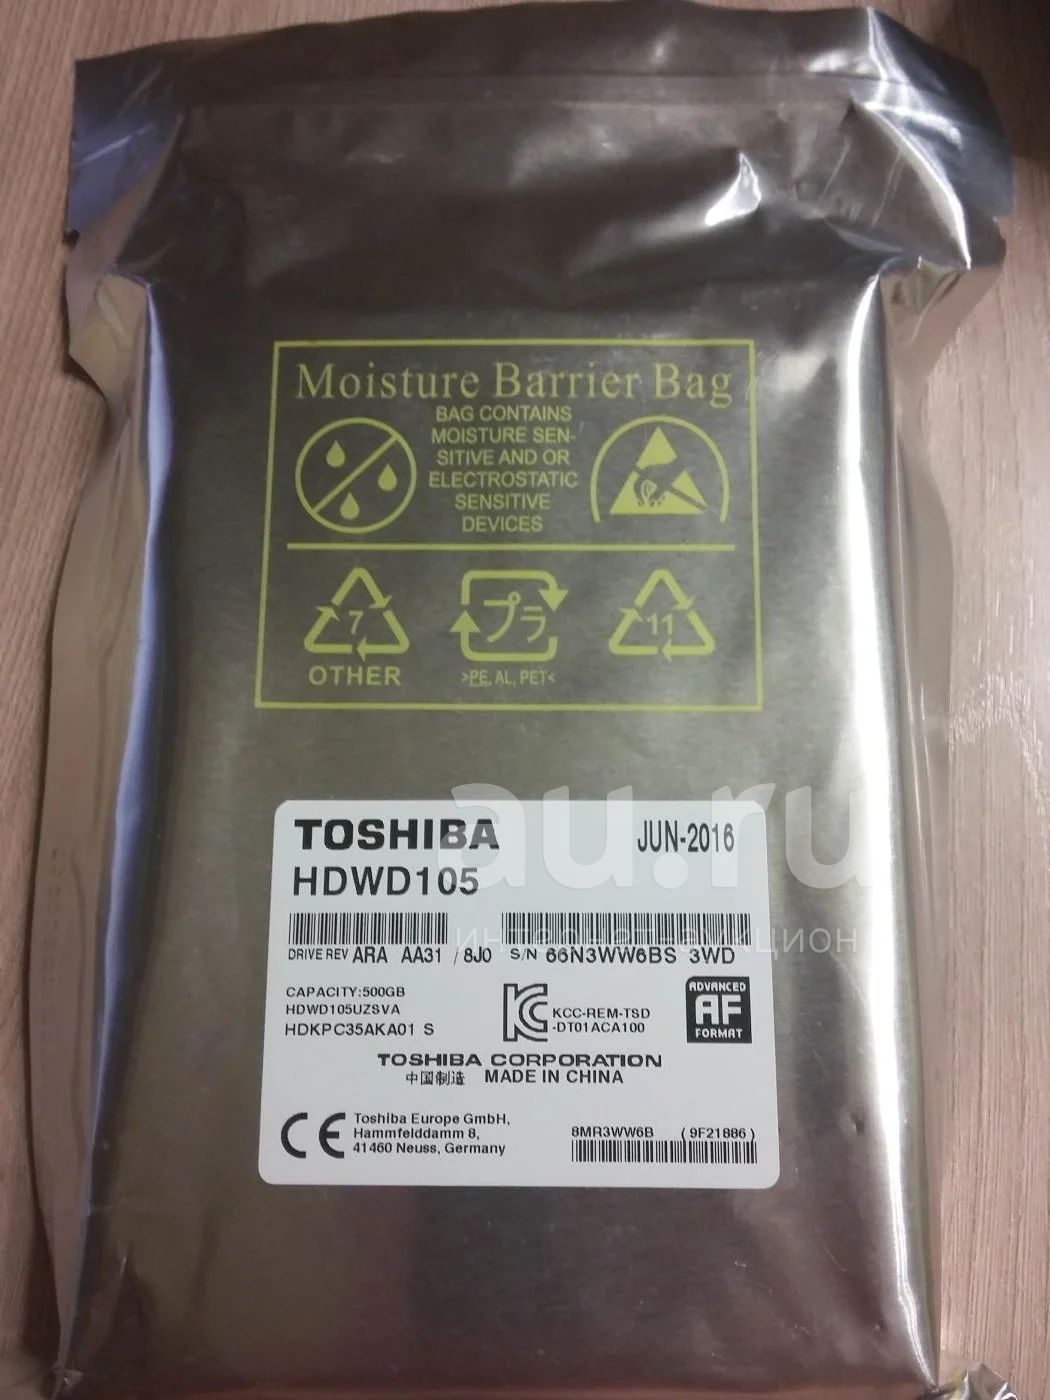 Moisture Barrier Bag
BAG CONTAINS
MOISTURE SEN-
SITIVE AND OR
ELECTROSTATIC
SENSITIVE
DEVICES
7
OTHER
プラ
>PE, AL, PET<
11
au.ru
интернет-аукцион
TOSHIBA
JUN-2016
HDWD105
DRIVE REV ARA AA31 / 8J0 S/N 66N3WW6BS 3WD
CAPACITY:500GB
HDWD105UZSVA
HDKPC35AKA01 S
KCC-REM-TSD
-DT01ACA100
ADVANCED
AF
FORMAT
TOSHIBA CORPORATION
中国制造 MADE IN CHINA
CE
Toshiba Europe GmbH,
Hammfelddamm 8,
41460 Neuss, Germany
8MR3WW6B (9F21886)